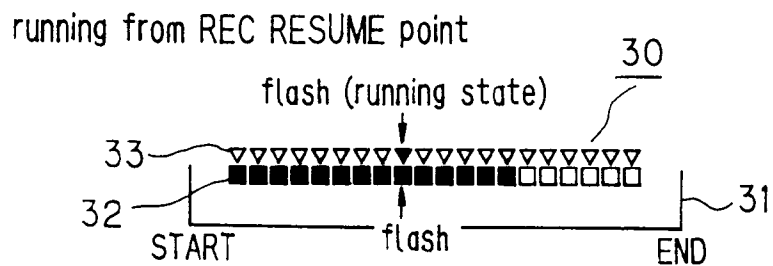 running from REC RESUME point
30
flash (running state)
33
32
31
START
flash
END